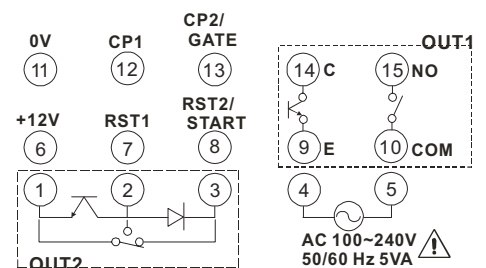 CP2/
0V CP1 GATE
11 12 13
RST2/
+12V RST1 START
6 7 8
1 2 3
OUT2
OUT1
14 C 15 NO
9 E 10 COM
4 5
AC 100~240V
50/60 Hz 5VA